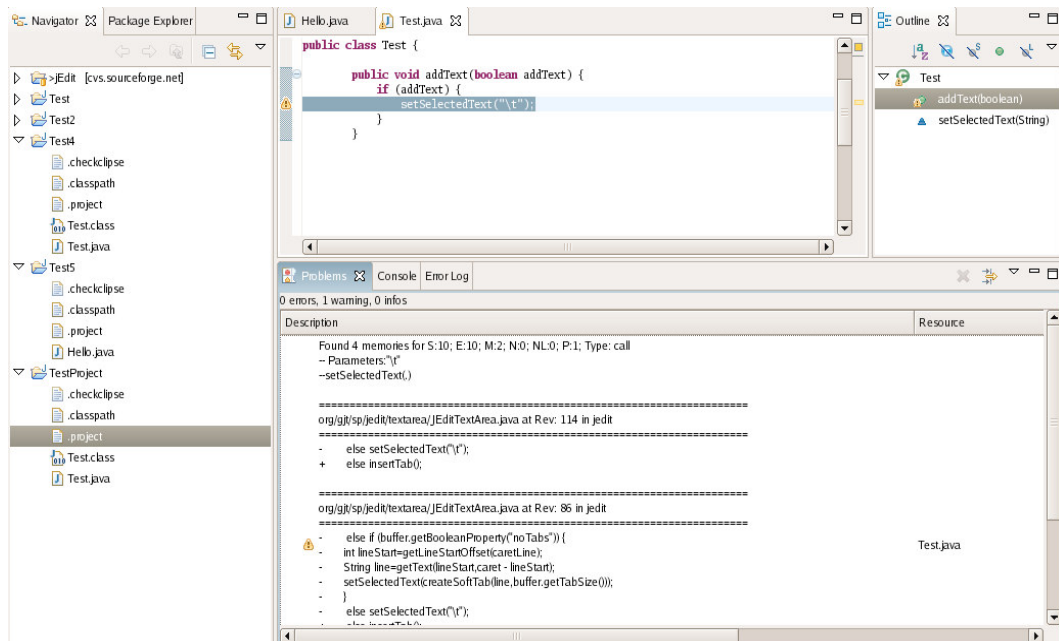 Navigator Package Explorer
>jEdit [cvs.sourceforge.net]
Test
Test2
Test4
.checkclipse
.classpath
.project
Test.class
Test.java
Test5
.checkclipse
.classpath
.project
Hello.java
TestProject
.checkclipse
.classpath
.project
Test.class
Test.java
Hello.java Test.java
public class Test {
public void addText(boolean addText) {
if (addText) {
setSelectedText("\t");
}
}
Outline
Test
addText(boolean)
setSelectedText(String)
Problems Console Error Log
0 errors, 1 warning, 0 infos
Description Resource
Found 4 memories for S:10; E:10; M:2; N:0; NL:0; P:1; Type: call
-- Parameters:"\t"
--setSelectedText(,)
======================================================================
org/gjt/sp/jedit/textarea/JEditTextArea.java at Rev: 114 in jedit
======================================================================
- else setSelectedText("\t");
+ else insertTab();
======================================================================
org/gjt/sp/jedit/textarea/JEditTextArea.java at Rev: 86 in jedit
======================================================================
- else if (buffer.getBooleanProperty("noTabs")) {
- int lineStart=getLineStartOffset(caretLine);
- String line=getText(lineStart,caret - lineStart);
- setSelectedText(createSoftTab(line,buffer.getTabSize()));
- }
- else setSelectedText("\t");
+ else insertTab();
Test.java